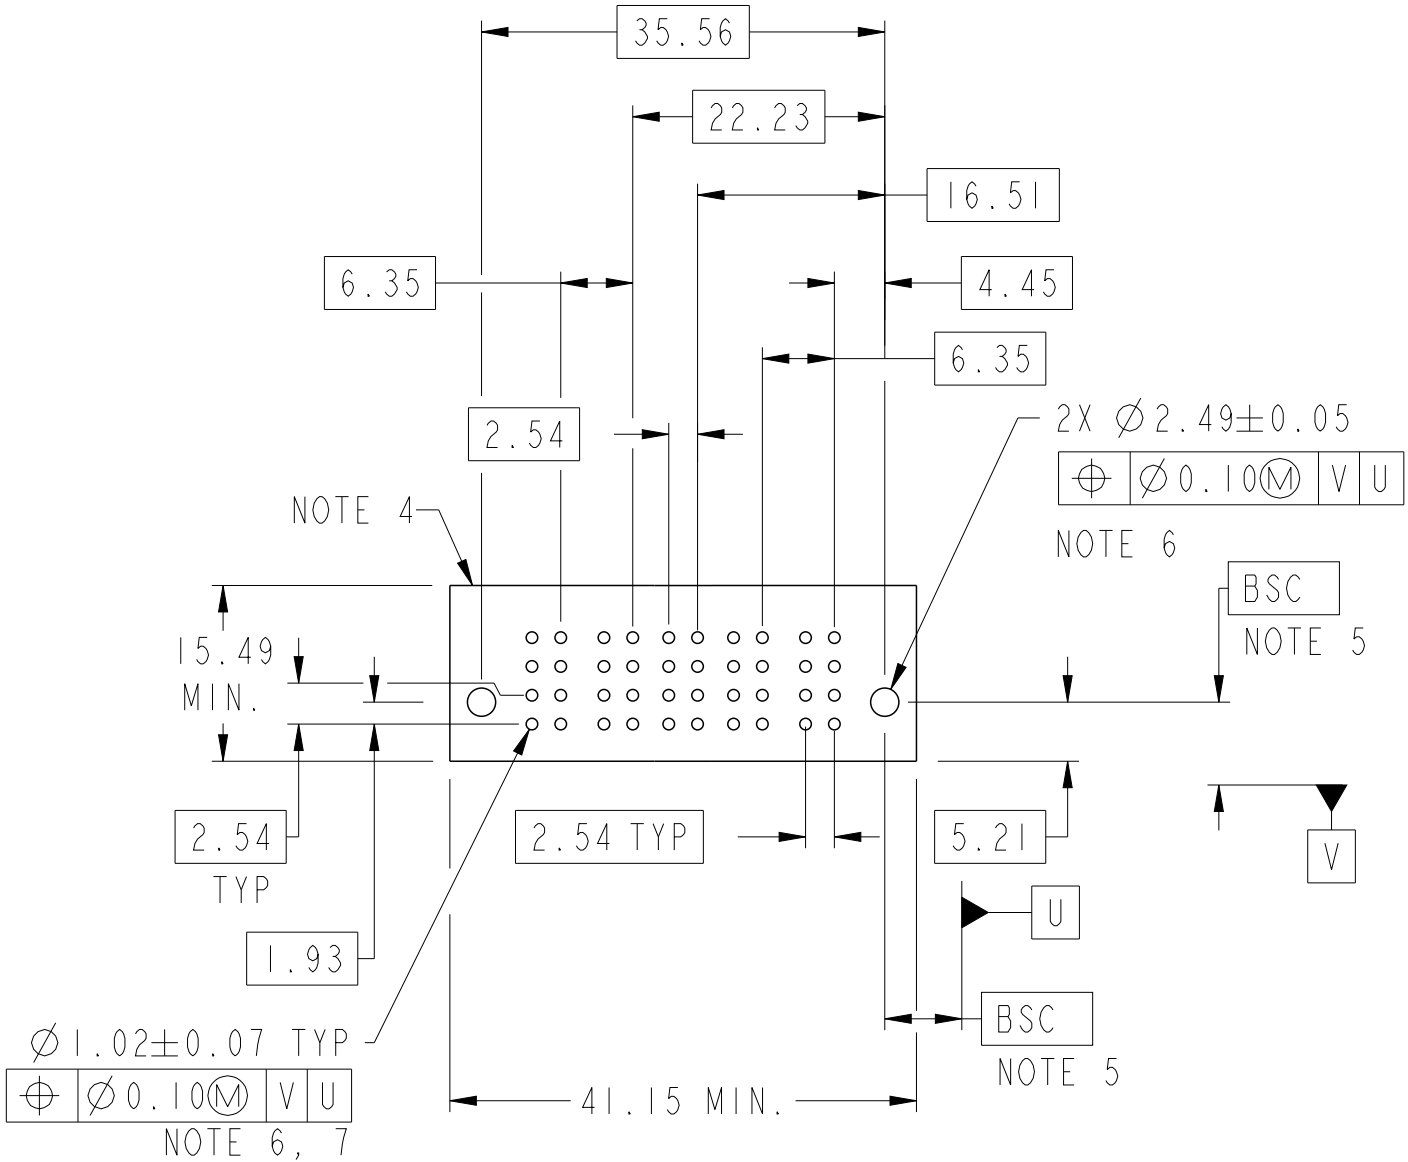 35.56
22.23
16.51
6.35
4.45
6.35
2.54
2X ⌀2.49±0.05
⌖ ⌀0.10Ⓜ V U
NOTE 6
NOTE 4
BSC
NOTE 5
15.49
MIN.
2.54
TYP
2.54 TYP
5.21
V
U
1.93
BSC
NOTE 5
⌀1.02±0.07 TYP
⌖ ⌀0.10Ⓜ V U
NOTE 6, 7
41.15 MIN.